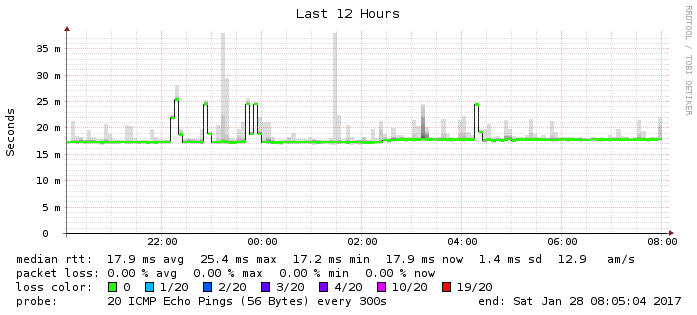 Last 12 Hours
RRDTOOL / TOBI OETIKER
Seconds
35 m
30 m
25 m
20 m
15 m
10 m
5 m
0
22:00 00:00 02:00 04:00 06:00 08:00
median rtt: 17.9 ms avg 25.4 ms max 17.2 ms min 17.9 ms now 1.4 ms sd 12.9 am/s
packet loss: 0.00 % avg 0.00 % max 0.00 % min 0.00 % now
loss color: 0 1/20 2/20 3/20 4/20 10/20 19/20
probe: 20 ICMP Echo Pings (56 Bytes) every 300s end: Sat Jan 28 08:05:04 2017